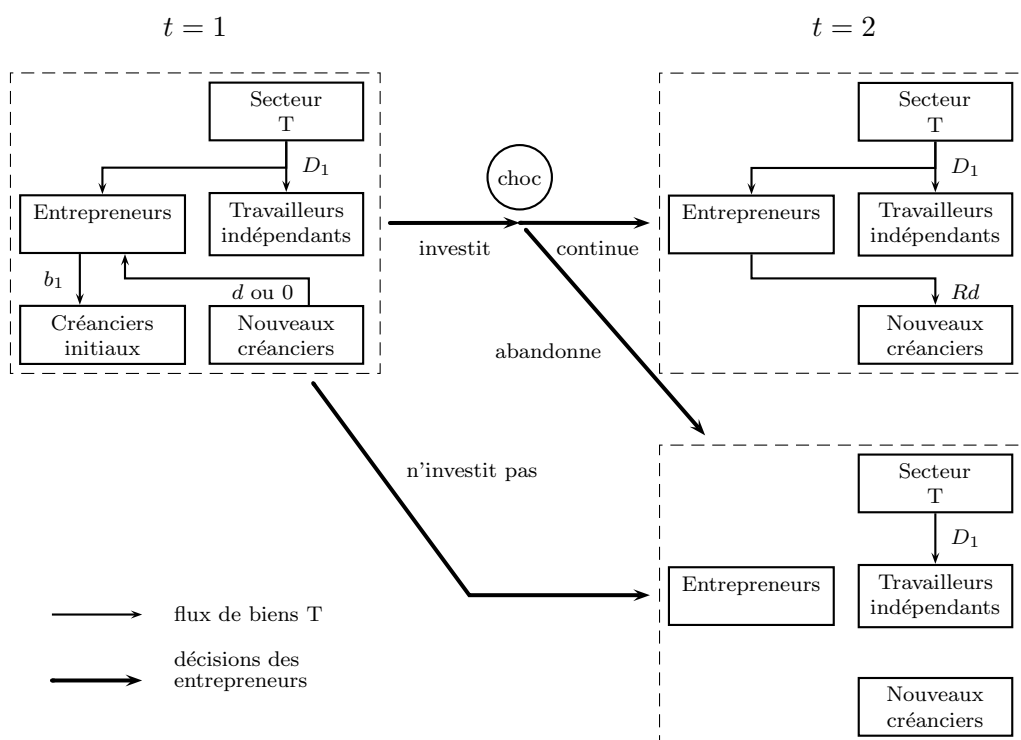 t = 1
t = 2
Secteur
T
D₁
Entrepreneurs
Travailleurs
indépendants
b₁
d ou 0
Créanciers
initiaux
Nouveaux
créanciers
choc
investit
continue
abandonne
n'investit pas
Secteur
T
D₁
Entrepreneurs
Travailleurs
indépendants
Rd
Nouveaux
créanciers
Secteur
T
D₁
Entrepreneurs
Travailleurs
indépendants
Nouveaux
créanciers
flux de biens T
décisions des
entrepreneurs